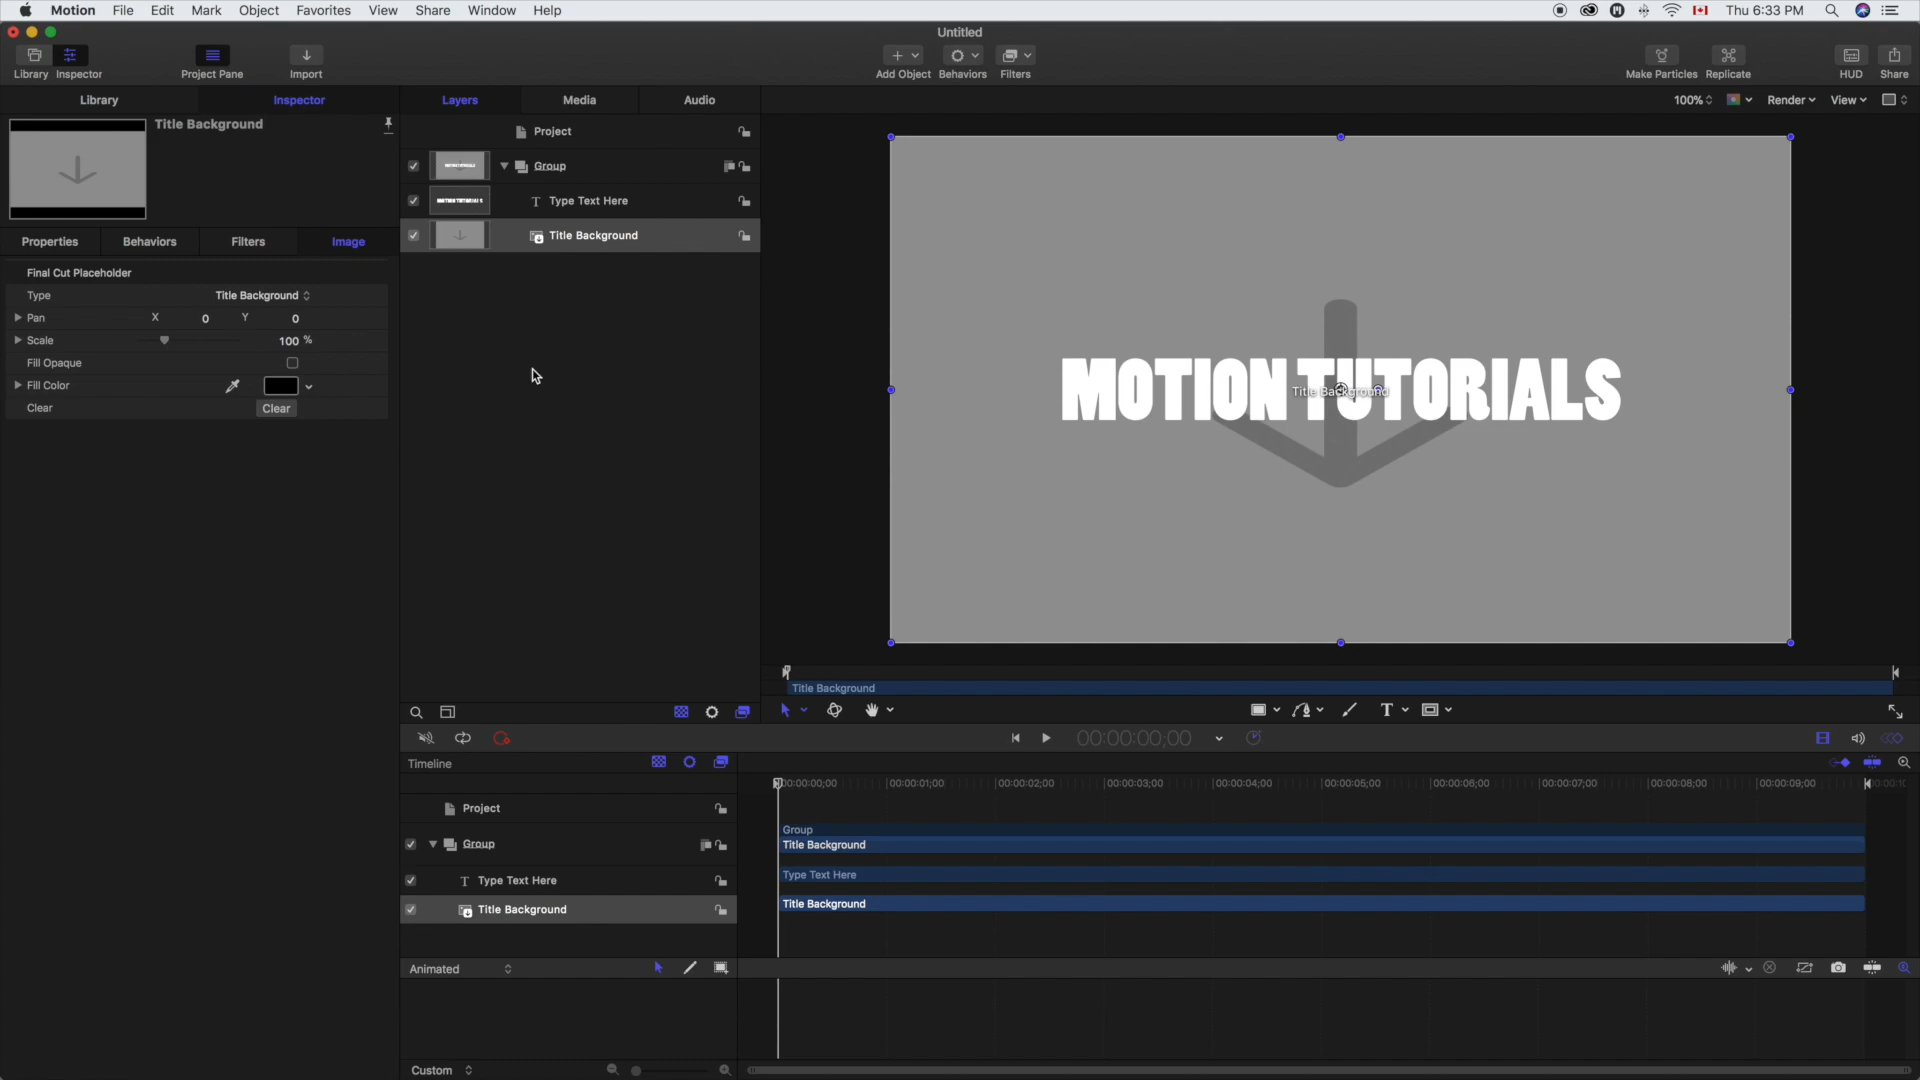 Motion File Edit Mark Object Favorites View Share Window Help Thu 6:33 PM
Untitled
Library Inspector Project Pane Import Add Object Behaviors Filters Make Particles Replicate HUD Share
Library Inspector Layers Media Audio 100% Render View
Title Background
Project
Group
Type Text Here
Title Background
Properties Behaviors Filters Image
Final Cut Placeholder
Type Title Background
Pan X 0 Y 0
Scale 100 %
Fill Opaque
Fill Color
Clear Clear
MOTION TUTORIALS
Title Background
Title Background
00:00:00;00
Timeline
00:00:00;00 00:00:01;00 00:00:02;00 00:00:03;00 00:00:04;00 00:00:05;00 00:00:06;00 00:00:07;00 00:00:08;00 00:00:09;00
Project
Group
Group
Title Background
Type Text Here
Type Text Here
Title Background
Title Background
Animated
Custom